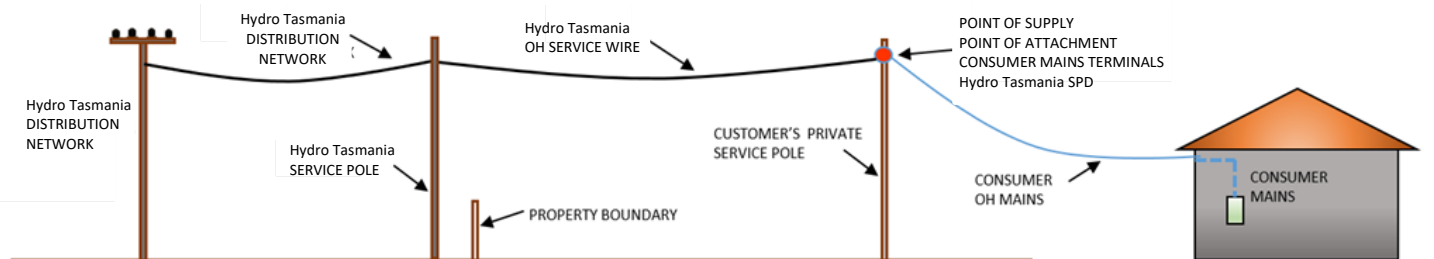 Hydro Tasmania
DISTRIBUTION
NETWORK
Hydro Tasmania
DISTRIBUTION
NETWORK
Hydro Tasmania
SERVICE POLE
PROPERTY BOUNDARY
Hydro Tasmania
OH SERVICE WIRE
CUSTOMER'S PRIVATE
SERVICE POLE
POINT OF SUPPLY
POINT OF ATTACHMENT
CONSUMER MAINS TERMINALS
Hydro Tasmania SPD
CONSUMER
OH MAINS
CONSUMER
MAINS